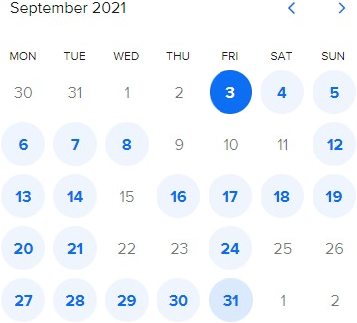 September 2021
MON TUE WED THU FRI SAT SUN
30 31 1 2 3 4 5
6 7 8 9 10 11 12
13 14 15 16 17 18 19
20 21 22 23 24 25 26
27 28 29 30 31 1 2